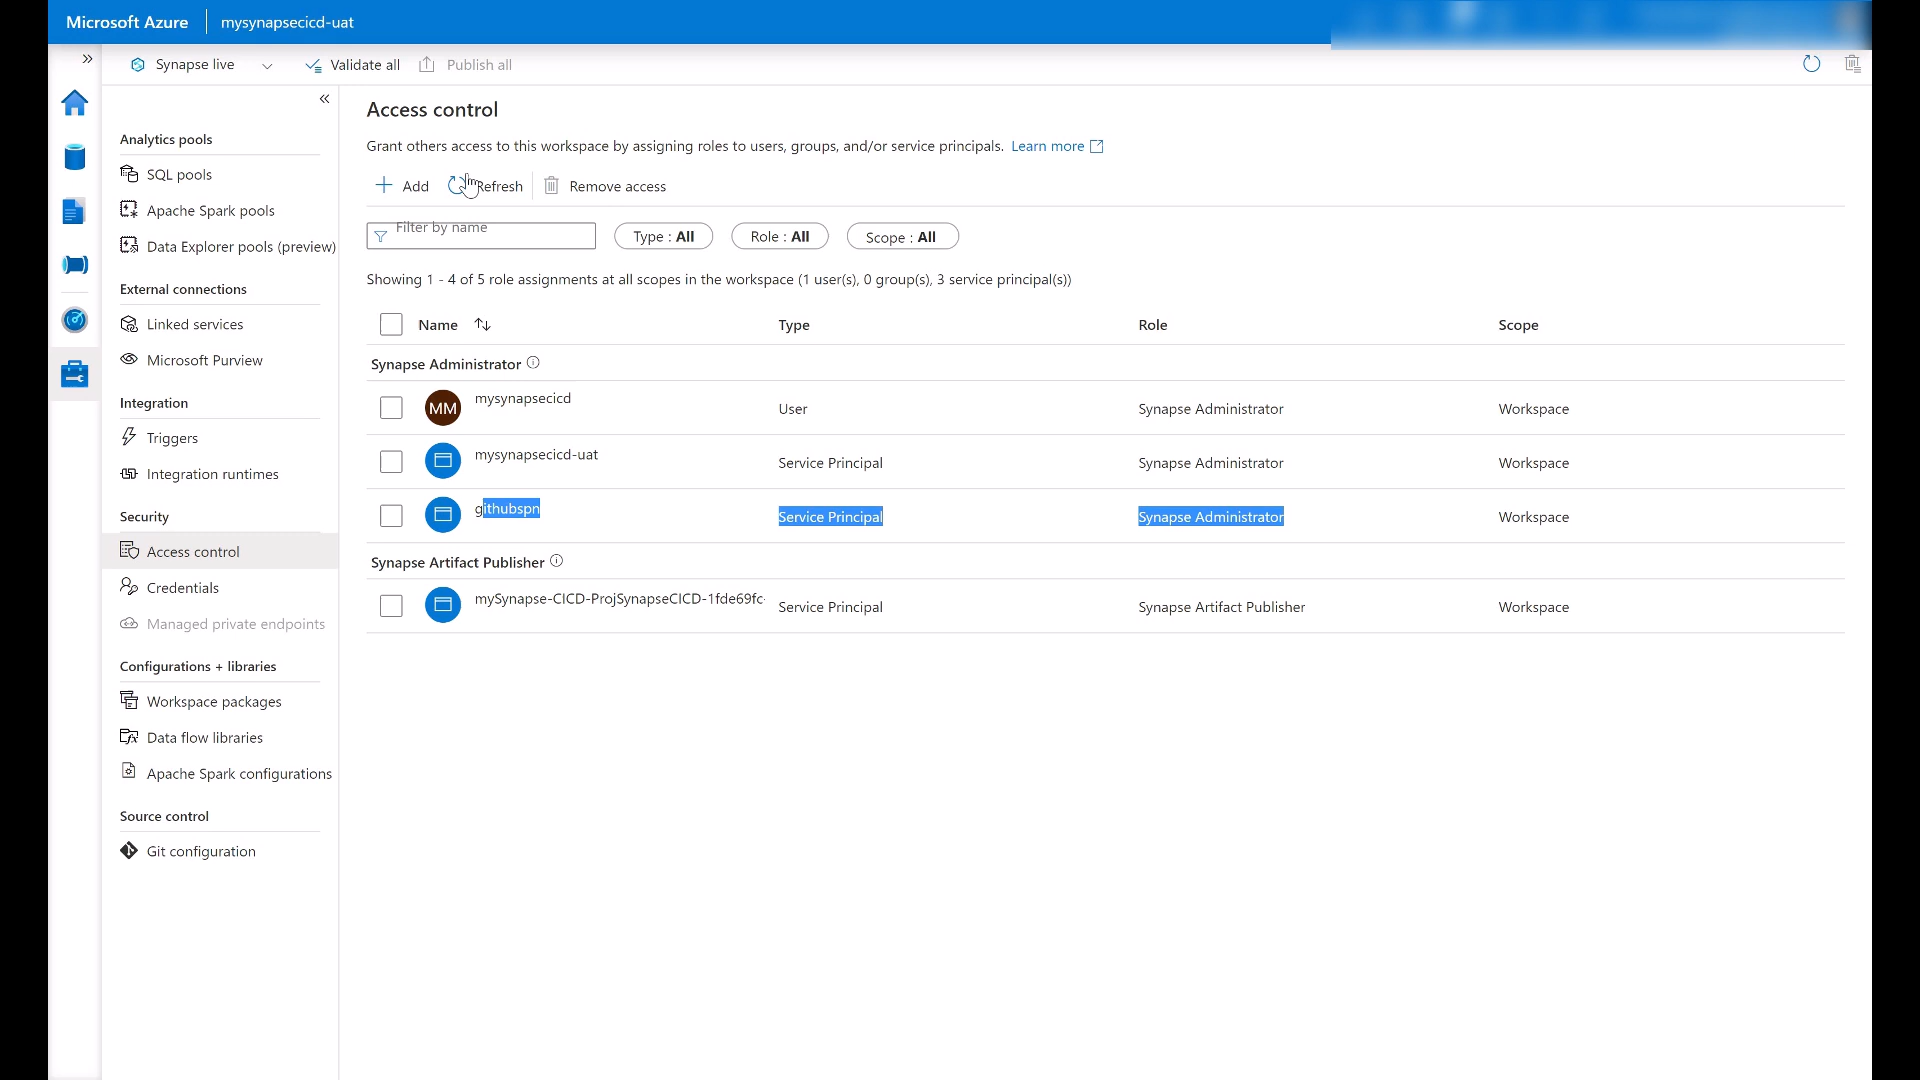 Microsoft Azure mysynapsecicd-uat
Synapse live Validate all Publish all
Analytics pools
SQL pools
Apache Spark pools
Data Explorer pools (preview)
External connections
Linked services
Microsoft Purview
Integration
Triggers
Integration runtimes
Security
Access control
Credentials
Managed private endpoints
Configurations + libraries
Workspace packages
Data flow libraries
Apache Spark configurations
Source control
Git configuration
Access control
Grant others access to this workspace by assigning roles to users, groups, and/or service principals. Learn more
Add Refresh Remove access
Filter by name Type : All Role : All Scope : All
Showing 1 - 4 of 5 role assignments at all scopes in the workspace (1 user(s), 0 group(s), 3 service principal(s))
Name Type Role Scope
Synapse Administrator
MM mysynapsecicd User Synapse Administrator Workspace
mysynapsecicd-uat Service Principal Synapse Administrator Workspace
githubspn Service Principal Synapse Administrator Workspace
Synapse Artifact Publisher
mySynapse-CICD-ProjSynapseCICD-1fde69fc- Service Principal Synapse Artifact Publisher Workspace